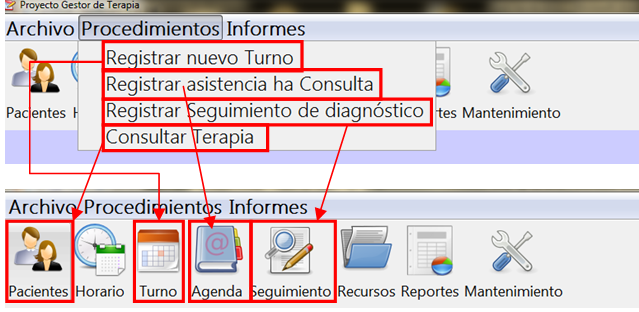 Proyecto Gestor de Terapia
Archivo Procedimientos Informes
Registrar nuevo Turno
Registrar asistencia ha Consulta
Registrar Seguimiento de diagnóstico
Consultar Terapia
Pacientes H rtes Mantenimiento
Archivo Procedimientos Informes
Pacientes Horario Turno Agenda Seguimiento Recursos Reportes Mantenimiento